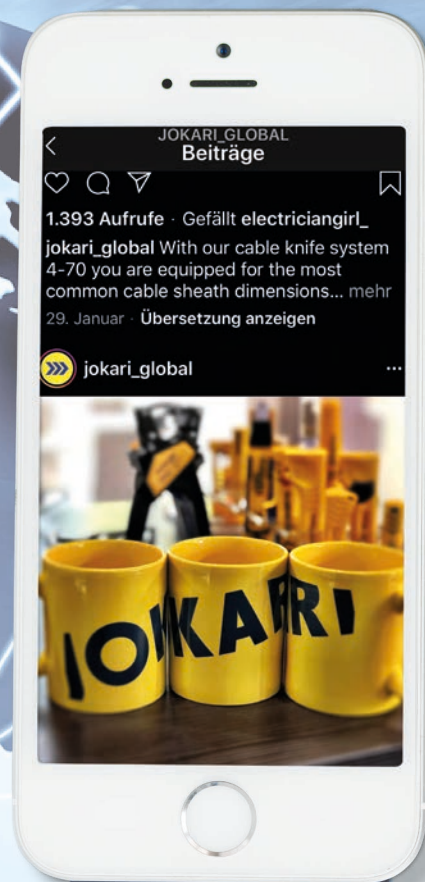 JOKARI_GLOBAL
Beiträge
1.393 Aufrufe · Gefällt electriciangirl_
jokari_global With our cable knife system
4-70 you are equipped for the most
common cable sheath dimensions... mehr
29. Januar · Übersetzung anzeigen
jokari_global
JOKARI